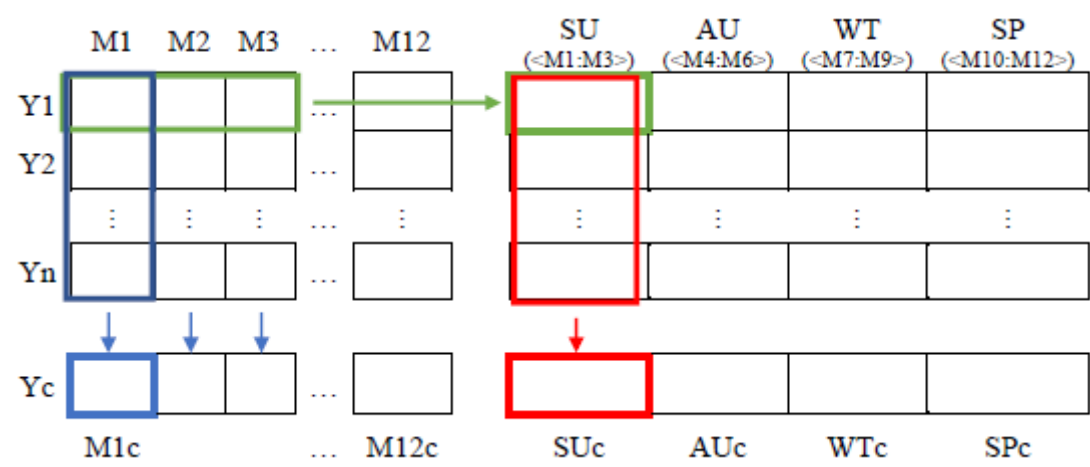 M1 M2 M3 … M12 SU AU WT SP
(<M1:M3>) (<M4:M6>) (<M7:M9>) (<M10:M12>)
Y1 …
Y2 …
⋮ ⋮ ⋮ … ⋮ ⋮ ⋮ ⋮ ⋮
Yn …
Yc …
M1c … M12c SUc AUc WTc SPc